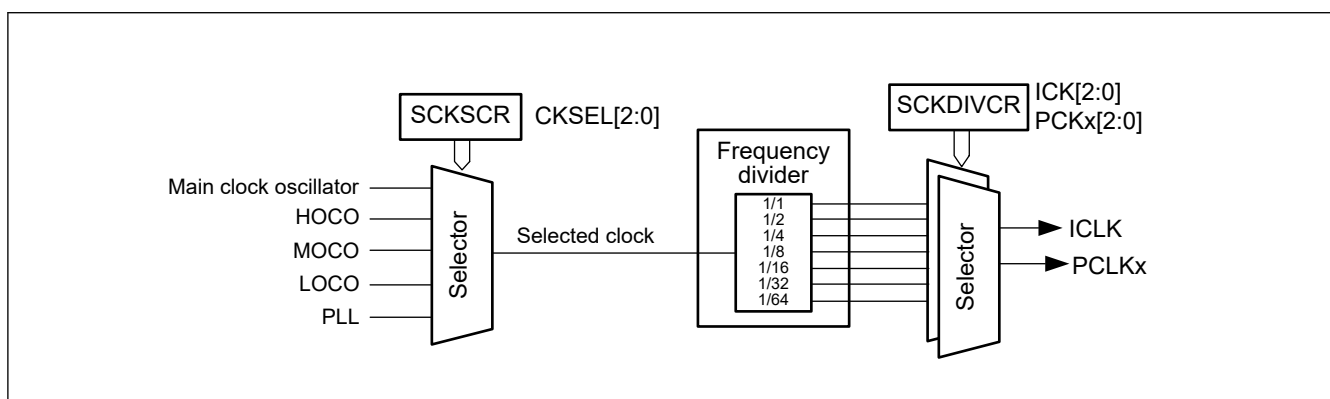 SCKSCR
CKSEL[2:0]
SCKDIVCR
ICK[2:0]
PCKx[2:0]
Main clock oscillator
HOCO
MOCO
LOCO
PLL
Selector
Selected clock
Frequency
divider
1/1
1/2
1/4
1/8
1/16
1/32
1/64
Selector
ICLK
PCLKx